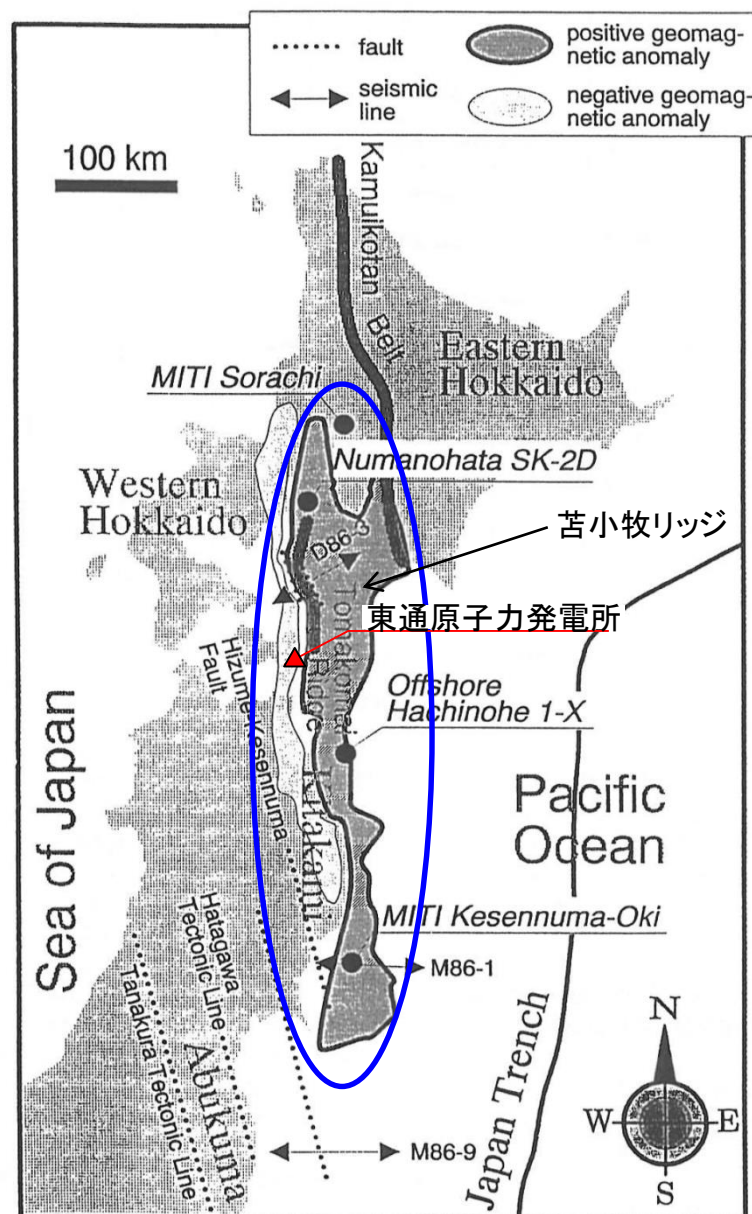 fault
positive geomag-
netic anomaly
seismic
line
negative geomag-
netic anomaly
100 km
Kamuikotan
Belt
Eastern
Hokkaido
MITI Sorachi
Numanohata SK-2D
Western
Hokkaido
D86-3
苫小牧リッジ
Tomakomai
Ridge
東通原子力発電所
Hizume-Kesennuma
Fault
Offshore
Hachinohe 1-X
Kitakami
Sea of Japan
Pacific
Ocean
MITI Kesennuma-Oki
M86-1
Hatagawa
Tectonic Line
Tanakura Tectonic Line
Abukuma
M86-9
Japan Trench
N
W
E
S